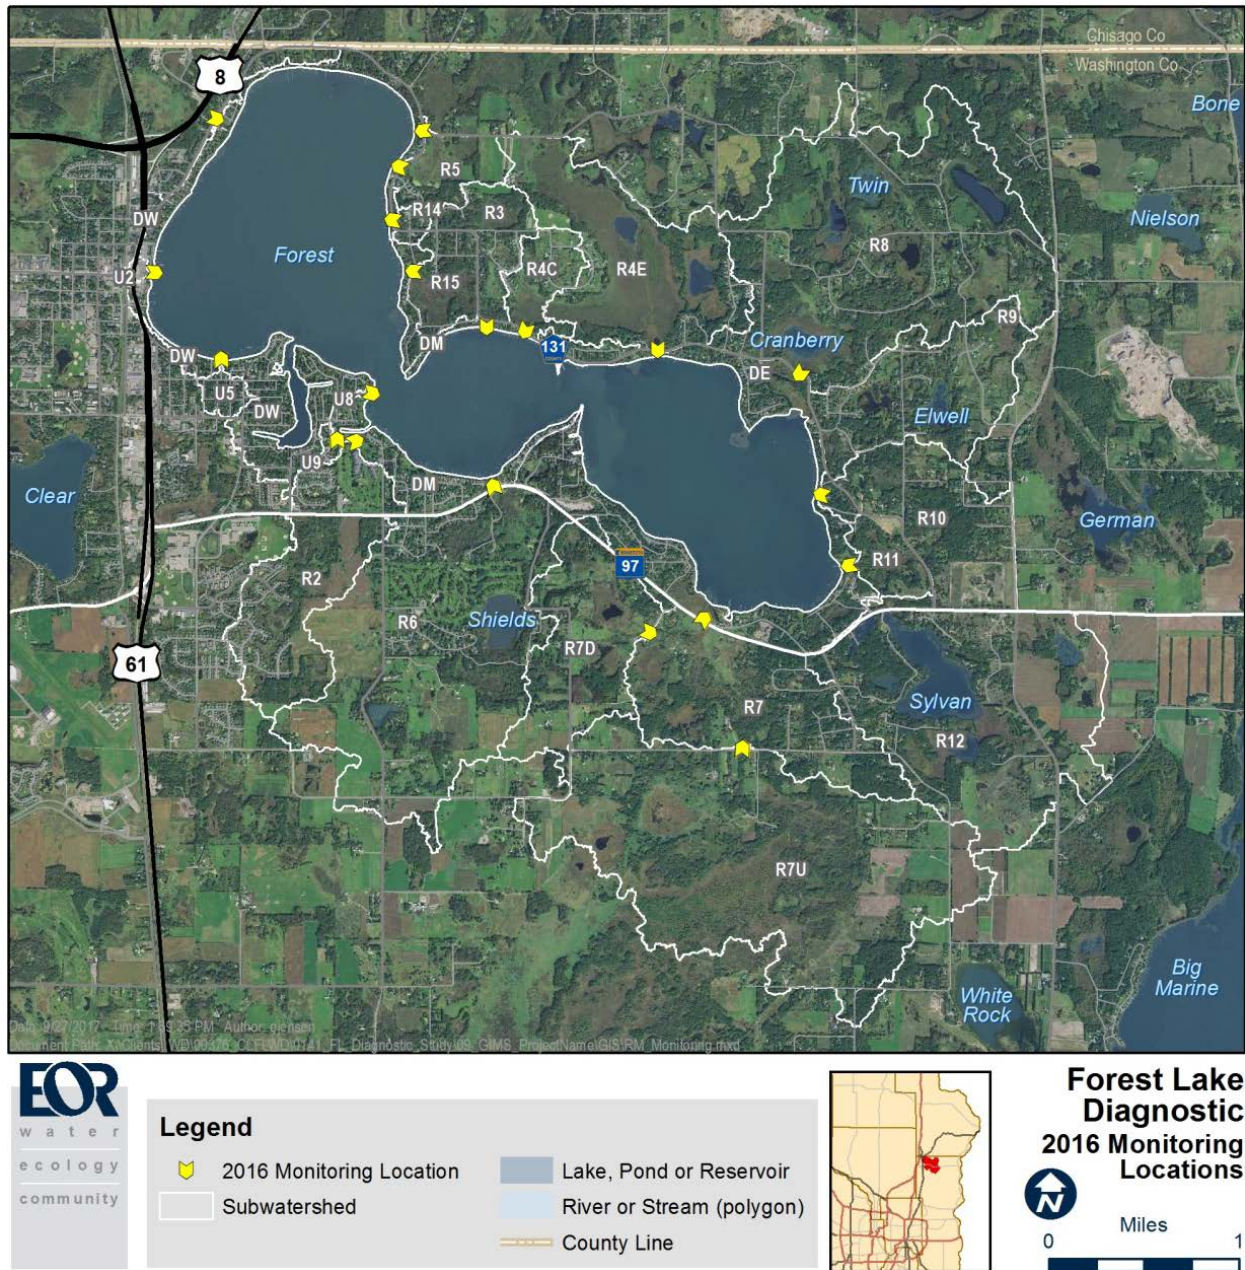 Chisago Co
Washington Co
8
Bone
R5
Twin
Nielson
DW
R14
R3
R8
Forest
U2
R15
R4C
R4E
R9
DM
131
Cranberry
DW
DE
U5
DW
U8
Elwell
U9
DM
Clear
R10
German
R11
97
R2
R6
Shields
R7D
61
R7
Sylvan
R12
R7U
Big
Marine
White
Rock
EOR
water
ecology
community
Legend
2016 Monitoring Location
Subwatershed
Lake, Pond or Reservoir
River or Stream (polygon)
County Line
Forest Lake
Diagnostic
2016 Monitoring
Locations
N
Miles
0 1